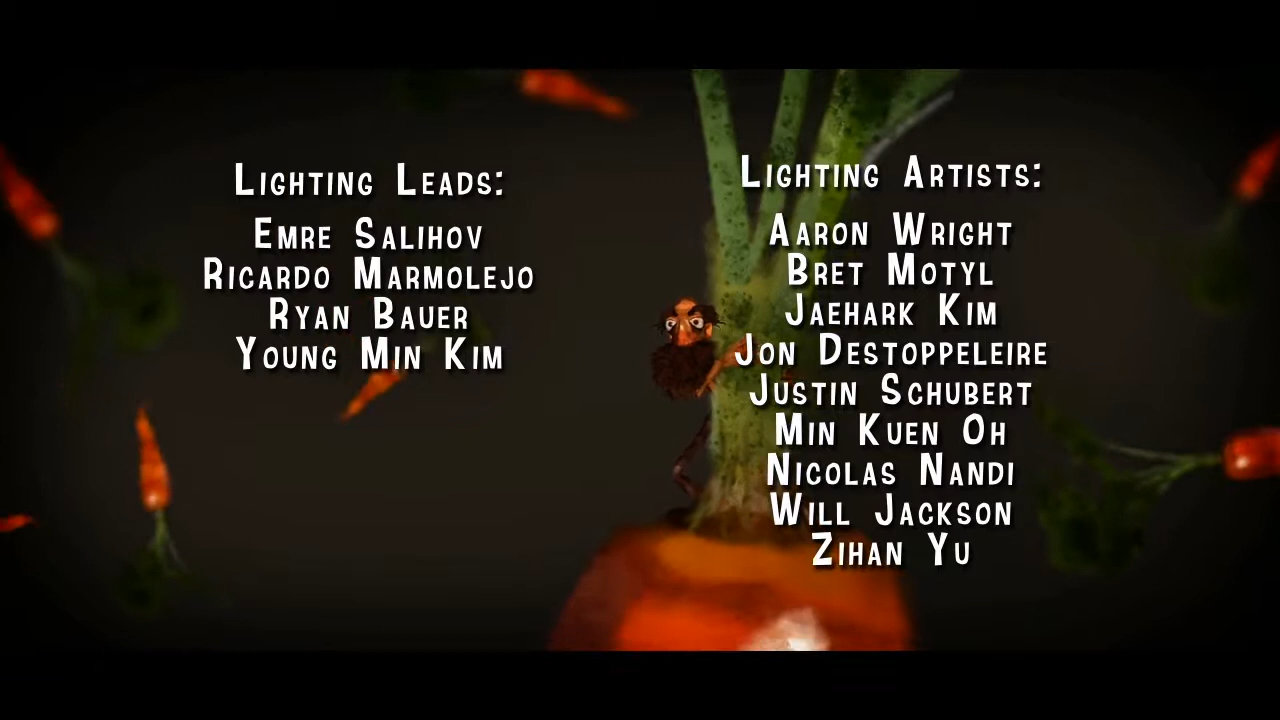 Lighting Leads:
Emre Salihov
Ricardo Marmolejo
Ryan Bauer
Young Min Kim
Lighting Artists:
Aaron Wright
Bret Motyl
Jaehark Kim
Jon Destoppeleire
Justin Schubert
Min Kuen Oh
Nicolas Nandi
Will Jackson
Zihan Yu